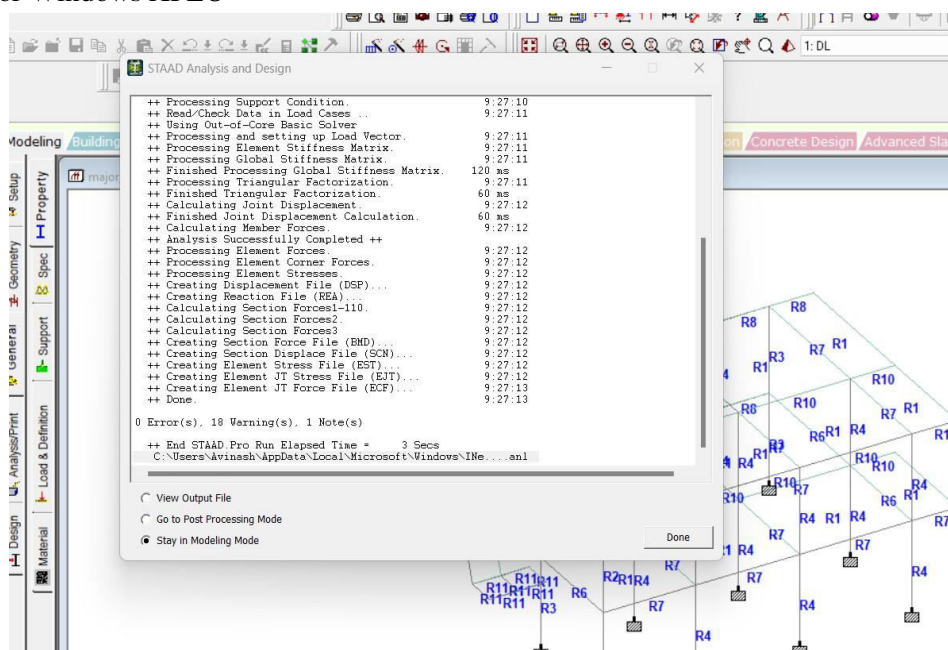 1: DL
STAAD Analysis and Design
++ Processing Support Condition. 9:27:10
++ Read/Check Data in Load Cases .. 9:27:11
++ Using Out-of-Core Basic Solver
++ Processing and setting up Load Vector. 9:27:11
++ Processing Element Stiffness Matrix. 9:27:11
++ Processing Global Stiffness Matrix. 9:27:11
++ Finished Processing Global Stiffness Matrix. 120 ms
++ Processing Triangular Factorization. 9:27:11
++ Finished Triangular Factorization. 60 ms
++ Calculating Joint Displacement. 9:27:12
++ Finished Joint Displacement Calculation. 60 ms
++ Calculating Member Forces. 9:27:12
++ Analysis Successfully Completed ++
++ Processing Element Forces. 9:27:12
++ Processing Element Corner Forces. 9:27:12
++ Processing Element Stresses. 9:27:12
++ Creating Displacement File (DSP)... 9:27:12
++ Creating Reaction File (REA)... 9:27:12
++ Calculating Section Forces1-110. 9:27:12
++ Calculating Section Forces2. 9:27:12
++ Calculating Section Forces3 9:27:12
++ Creating Section Force File (BMD)... 9:27:12
++ Creating Section Displace File (SCN)... 9:27:12
++ Creating Element Stress File (EST)... 9:27:12
++ Creating Element JT Stress File (EJT)... 9:27:12
++ Creating Element JT Force File (ECF)... 9:27:13
++ Done. 9:27:13
0 Error(s), 18 Warning(s), 1 Note(s)
++ End STAAD.Pro Run Elapsed Time = 3 Secs
C:\Users\Avinash\AppData\Local\Microsoft\Windows\INe....anl
View Output File
Go to Post Processing Mode
Stay in Modeling Mode
Done
Modeling
Building
Concrete Design
Advanced Sla
major
Setup
Geometry
General
Analysis/Print
Design
Property
Spec
Support
Load & Definition
Material
R8
R8
R3 R7 R1
R1
R10
R8 R10 R7 R1
R6 R1 R4
R4 R1
R10
R10
R10 R7 R4
R10 R6 R1
R4 R1 R4
R7 R7
R1 R4
R7 R4
R7
R11 R11 R2 R1 R4
R11 R11 R11 R6
R11 R11 R3 R7 R4
R4